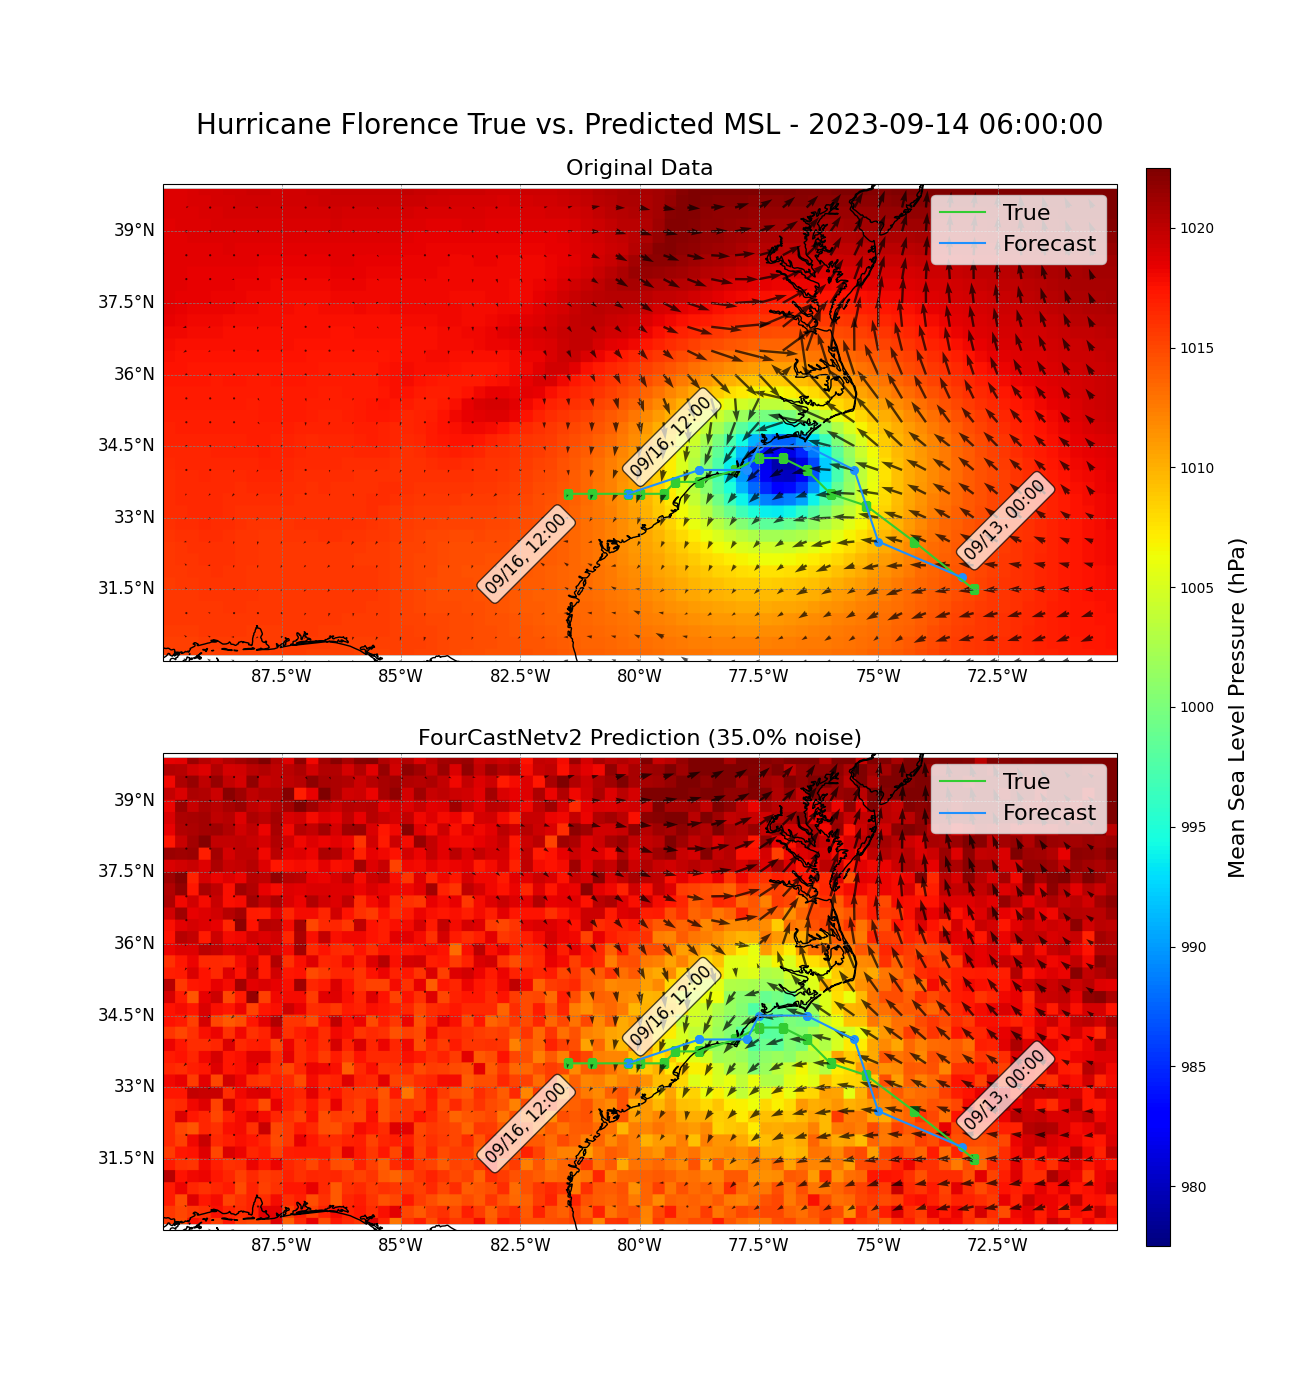 Hurricane Florence True vs. Predicted MSL - 2023-09-14 06:00:00
Original Data
True
Forecast
39°N
37.5°N
36°N
34.5°N
33°N
31.5°N
09/16, 12:00
09/16, 12:00
09/13, 00:00
87.5°W 85°W 82.5°W 80°W 77.5°W 75°W 72.5°W
FourCastNetv2 Prediction (35.0% noise)
True
Forecast
39°N
37.5°N
36°N
34.5°N
33°N
31.5°N
09/16, 12:00
09/16, 12:00
09/13, 00:00
87.5°W 85°W 82.5°W 80°W 77.5°W 75°W 72.5°W
1020
1015
1010
1005
1000
995
990
985
980
Mean Sea Level Pressure (hPa)